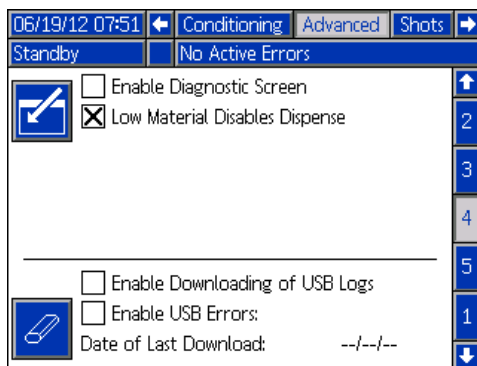 06/19/12 07:51 Conditioning Advanced Shots
Standby No Active Errors
Enable Diagnostic Screen
Low Material Disables Dispense
2
3
4
5
1
Enable Downloading of USB Logs
Enable USB Errors:
Date of Last Download: --/--/--